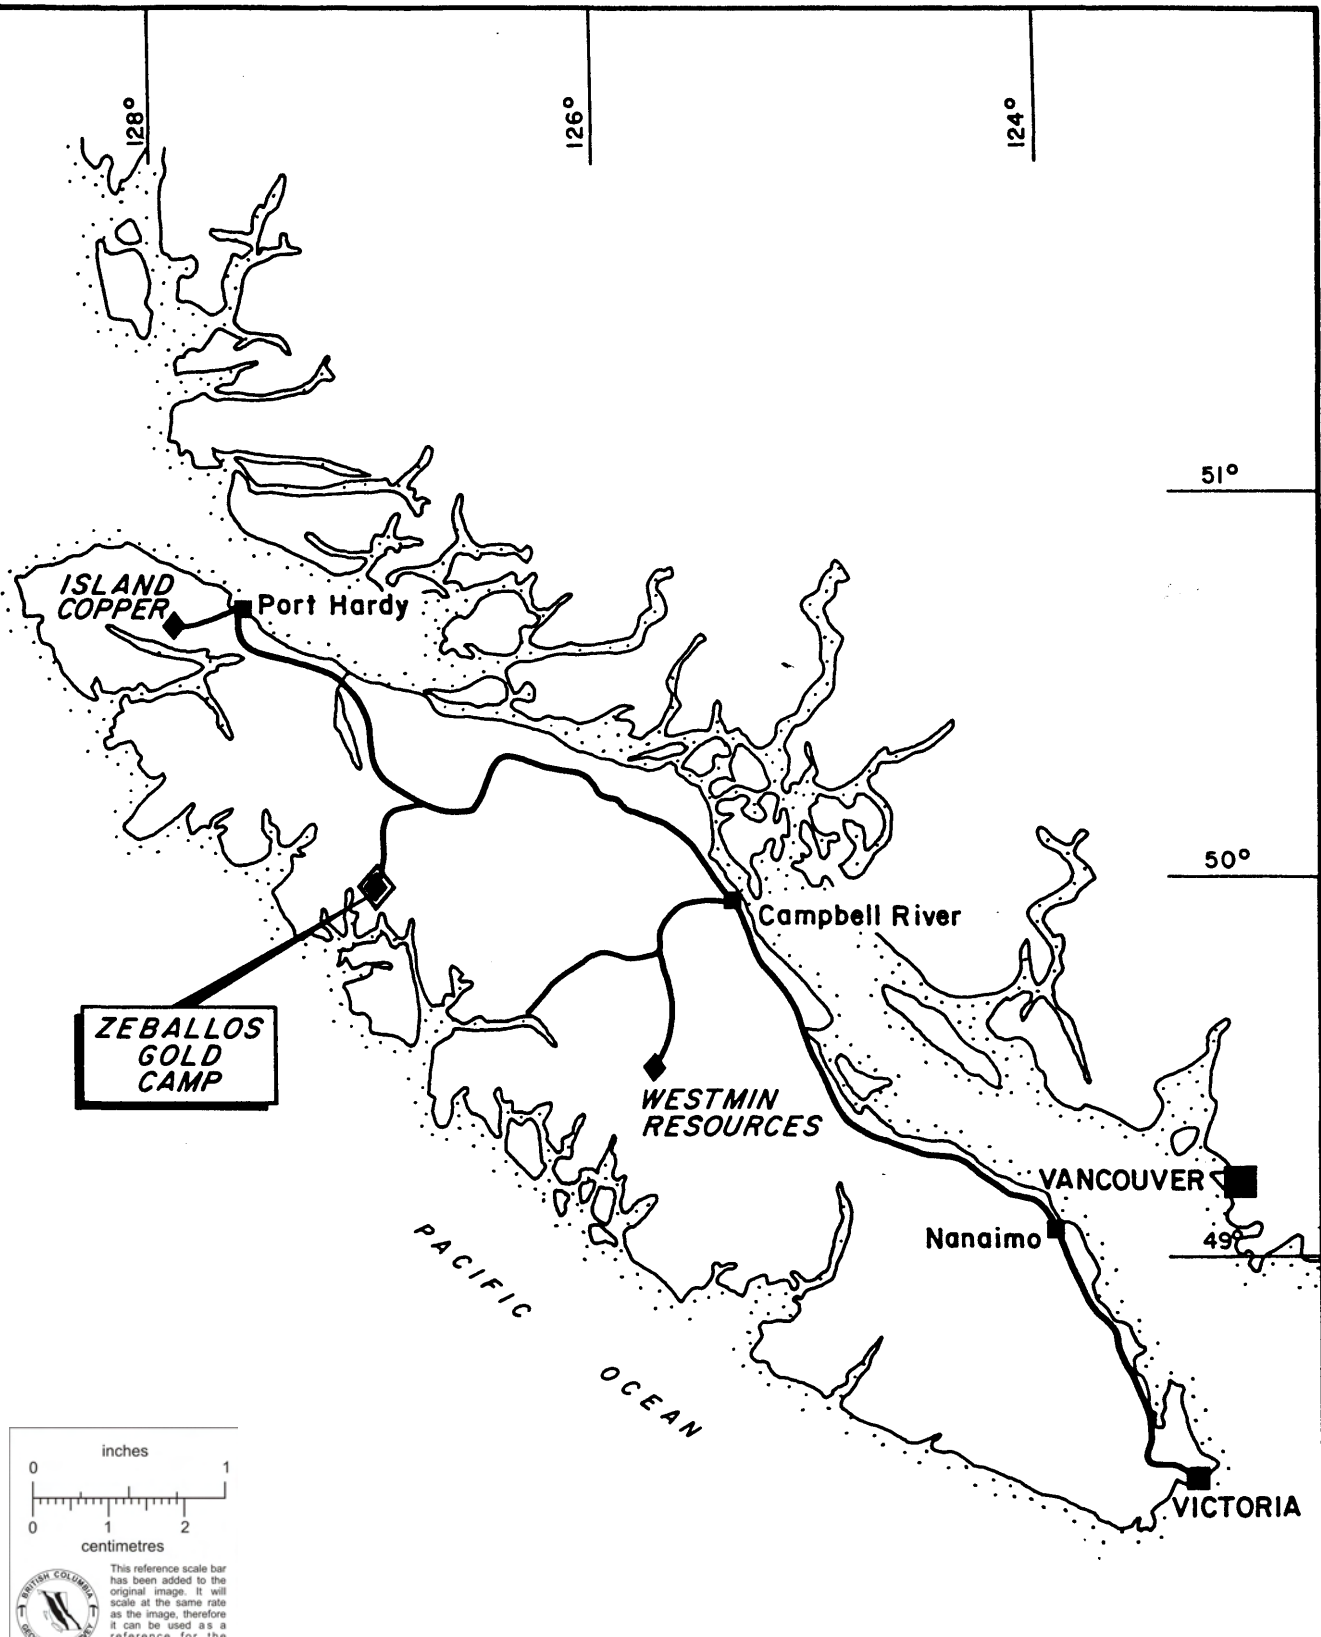 128°
126°
124°
51°
ISLAND
COPPER
Port Hardy
50°
Campbell River
ZEBALLOS
GOLD
CAMP
WESTMIN
RESOURCES
VANCOUVER
Nanaimo
49°
PACIFIC
OCEAN
VICTORIA
inches
0 1
0 1 2
centimetres
This reference scale bar
has been added to the
original image. It will
scale at the same rate
as the image, therefore
it can be used as a
reference for the
BRITISH COLUMBIA